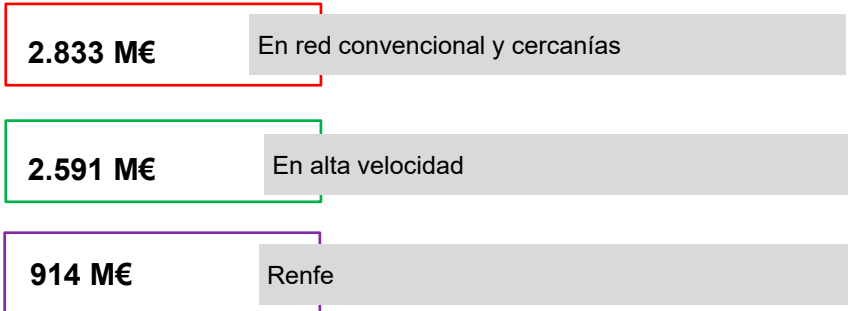 2.833 M€ En red convencional y cercanías
2.591 M€ En alta velocidad
914 M€ Renfe